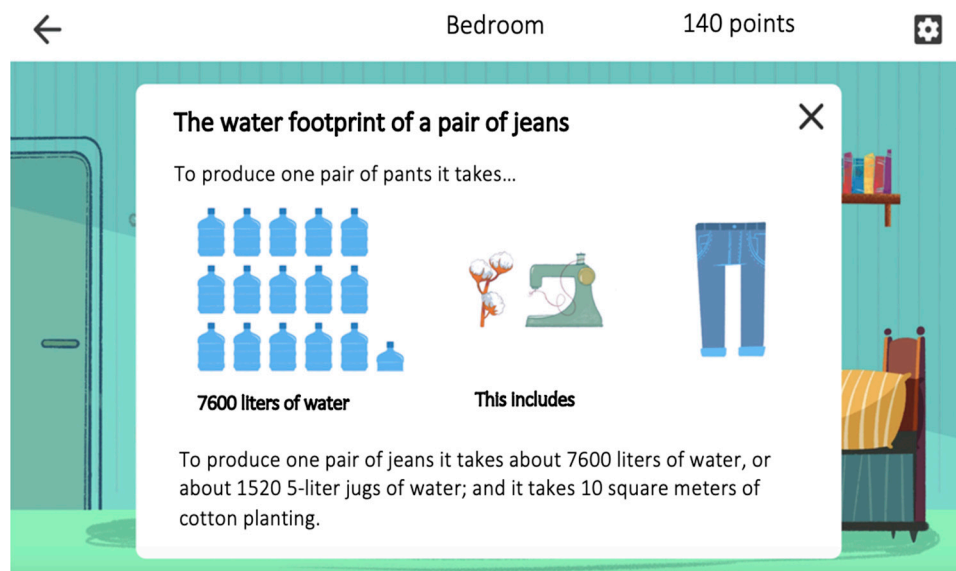 Bedroom 140 points
The water footprint of a pair of jeans
To produce one pair of pants it takes...
7600 liters of water
This includes
To produce one pair of jeans it takes about 7600 liters of water, or
about 1520 5-liter jugs of water; and it takes 10 square meters of
cotton planting.